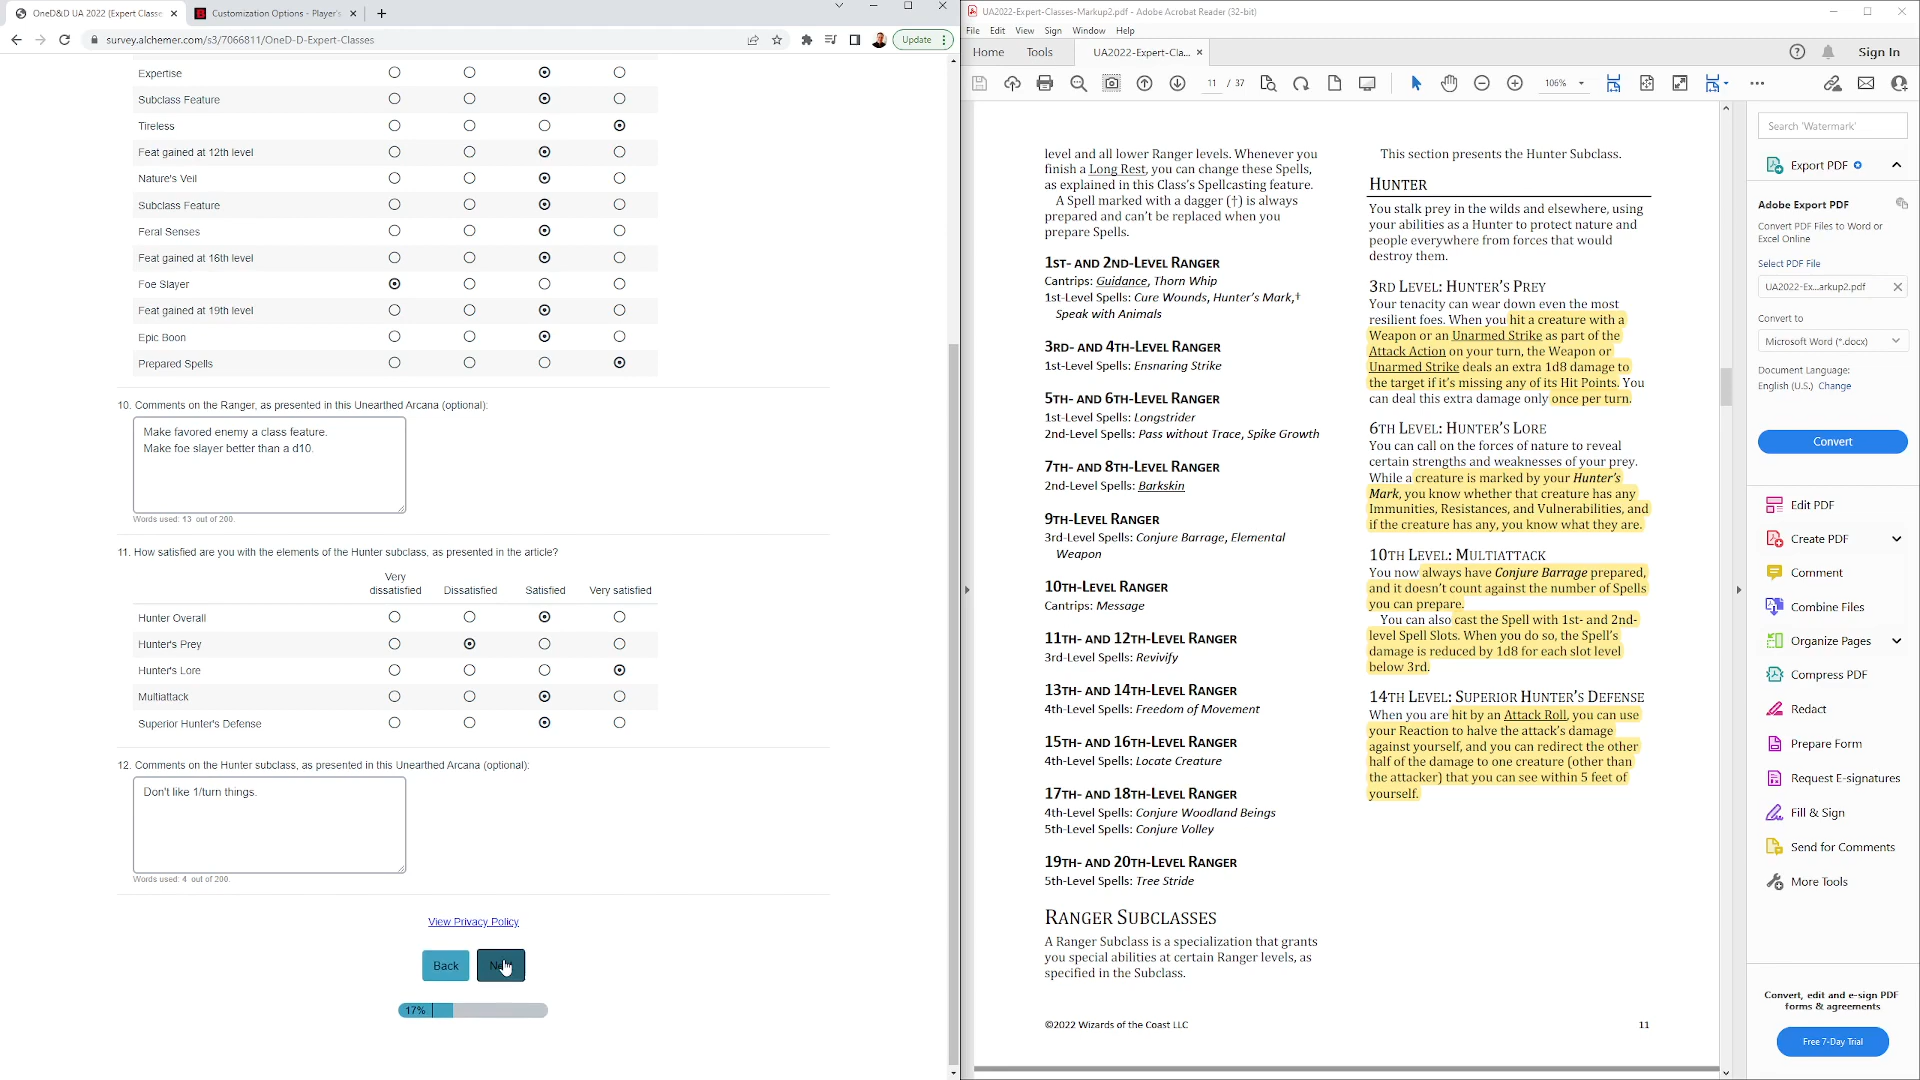 OneD&D UA 2022 (Expert Classe
Customization Options - Player's
survey.alchemer.com/s3/7066811/OneD-D-Expert-Classes
Update
Expertise
Subclass Feature
Tireless
Feat gained at 12th level
Nature's Veil
Subclass Feature
Feral Senses
Feat gained at 16th level
Foe Slayer
Feat gained at 19th level
Epic Boon
Prepared Spells
10. Comments on the Ranger, as presented in this Unearthed Arcana (optional):
Make favored enemy a class feature.
Make foe slayer better than a d10.
Words used: 13 out of 200.
11. How satisfied are you with the elements of the Hunter subclass, as presented in the article?
Very dissatisfied Dissatisfied Satisfied Very satisfied
Hunter Overall
Hunter's Prey
Hunter's Lore
Multiattack
Superior Hunter's Defense
12. Comments on the Hunter subclass, as presented in this Unearthed Arcana (optional):
Don't like 1/turn things.
Words used: 4 out of 200.
View Privacy Policy
Back
17%
UA2022-Expert-Classes-Markup2.pdf - Adobe Acrobat Reader (32-bit)
File Edit View Sign Window Help
Home Tools UA2022-Expert-Cla... Sign In
11 / 37 106%
level and all lower Ranger levels. Whenever you
finish a Long Rest, you can change these Spells,
as explained in this Class's Spellcasting feature.
A Spell marked with a dagger (†) is always
prepared and can't be replaced when you
prepare Spells.
1ST- AND 2ND-LEVEL RANGER
Cantrips: Guidance, Thorn Whip
1st-Level Spells: Cure Wounds, Hunter's Mark,†
Speak with Animals
3RD- AND 4TH-LEVEL RANGER
1st-Level Spells: Ensnaring Strike
5TH- AND 6TH-LEVEL RANGER
1st-Level Spells: Longstrider
2nd-Level Spells: Pass without Trace, Spike Growth
7TH- AND 8TH-LEVEL RANGER
2nd-Level Spells: Barkskin
9TH-LEVEL RANGER
3rd-Level Spells: Conjure Barrage, Elemental
Weapon
10TH-LEVEL RANGER
Cantrips: Message
11TH- AND 12TH-LEVEL RANGER
3rd-Level Spells: Revivify
13TH- AND 14TH-LEVEL RANGER
4th-Level Spells: Freedom of Movement
15TH- AND 16TH-LEVEL RANGER
4th-Level Spells: Locate Creature
17TH- AND 18TH-LEVEL RANGER
4th-Level Spells: Conjure Woodland Beings
5th-Level Spells: Conjure Volley
19TH- AND 20TH-LEVEL RANGER
5th-Level Spells: Tree Stride
RANGER SUBCLASSES
A Ranger Subclass is a specialization that grants
you special abilities at certain Ranger levels, as
specified in the Subclass.
This section presents the Hunter Subclass.
HUNTER
You stalk prey in the wilds and elsewhere, using
your abilities as a Hunter to protect nature and
people everywhere from forces that would
destroy them.
3RD LEVEL: HUNTER'S PREY
Your tenacity can wear down even the most
resilient foes. When you hit a creature with a
Weapon or an Unarmed Strike as part of the
Attack Action on your turn, the Weapon or
Unarmed Strike deals an extra 1d8 damage to
the target if it's missing any of its Hit Points. You
can deal this extra damage only once per turn.
6TH LEVEL: HUNTER'S LORE
You can call on the forces of nature to reveal
certain strengths and weaknesses of your prey.
While a creature is marked by your Hunter's
Mark, you know whether that creature has any
Immunities, Resistances, and Vulnerabilities, and
if the creature has any, you know what they are.
10TH LEVEL: MULTIATTACK
You now always have Conjure Barrage prepared,
and it doesn't count against the number of Spells
you can prepare.
You can also cast the Spell with 1st- and 2nd-
level Spell Slots. When you do so, the Spell's
damage is reduced by 1d8 for each slot level
below 3rd.
14TH LEVEL: SUPERIOR HUNTER'S DEFENSE
When you are hit by an Attack Roll, you can use
your Reaction to halve the attack's damage
against yourself, and you can redirect the other
half of the damage to one creature (other than
the attacker) that you can see within 5 feet of
yourself.
©2022 Wizards of the Coast LLC
11
Search 'Watermark'
Export PDF
Adobe Export PDF
Convert PDF Files to Word or
Excel Online
Select PDF File
UA2022-Ex...arkup2.pdf
Convert to
Microsoft Word (*.docx)
Document Language:
English (U.S.) Change
Convert
Edit PDF
Create PDF
Comment
Combine Files
Organize Pages
Compress PDF
Redact
Prepare Form
Request E-signatures
Fill & Sign
Send for Comments
More Tools
Convert, edit and e-sign PDF
forms & agreements
Free 7-Day Trial